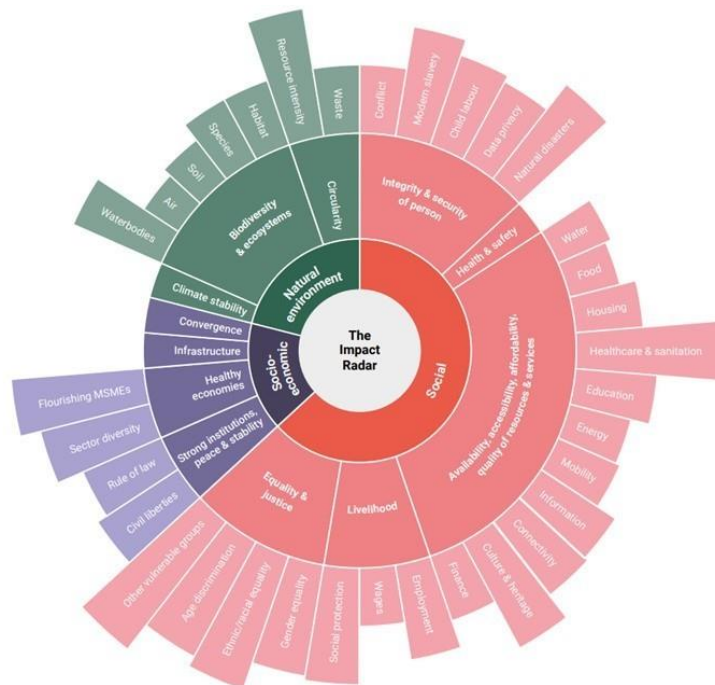 The
Impact
Radar
Social
Integrity & security
of person
Conflict
Modern slavery
Child labour
Data privacy
Natural disasters
Health & safety
Availability, accessibility, affordability,
quality of resources & services
Water
Food
Housing
Healthcare & sanitation
Education
Energy
Mobility
Information
Connectivity
Culture & heritage
Finance
Livelihood
Employment
Wages
Social protection
Equality &
justice
Gender equality
Ethnic/racial equality
Age discrimination
Other vulnerable groups
Socio-
economic
Strong institutions,
peace & stability
Civil liberties
Rule of law
Healthy
economies
Sector diversity
Flourishing MSMEs
Infrastructure
Convergence
Natural
environment
Climate stability
Biodiversity
& ecosystems
Waterbodies
Air
Soil
Species
Habitat
Circularity
Resource intensity
Waste